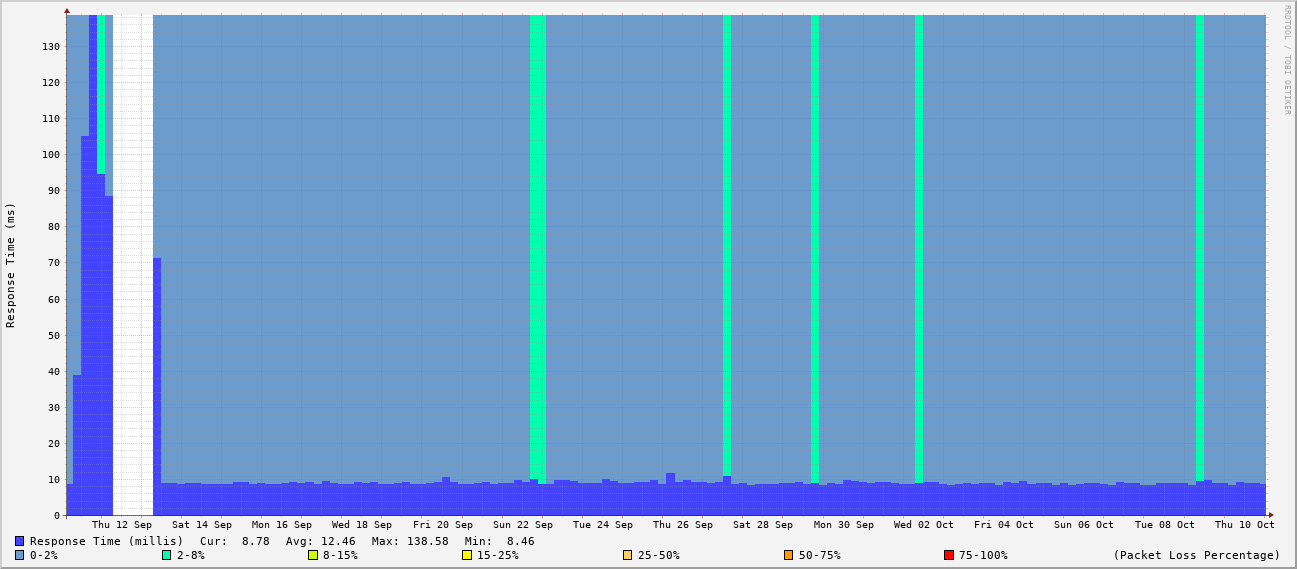 RRDTOOL / TOBI OETIKER
Response Time (ms)
130
120
110
100
90
80
70
60
50
40
30
20
10
0
Thu 12 Sep Sat 14 Sep Mon 16 Sep Wed 18 Sep Fri 20 Sep Sun 22 Sep Tue 24 Sep Thu 26 Sep Sat 28 Sep Mon 30 Sep Wed 02 Oct Fri 04 Oct Sun 06 Oct Tue 08 Oct Thu 10 Oct
Response Time (millis) Cur: 8.78 Avg: 12.46 Max: 138.58 Min: 8.46
0-2% 2-8% 8-15% 15-25% 25-50% 50-75% 75-100% (Packet Loss Percentage)